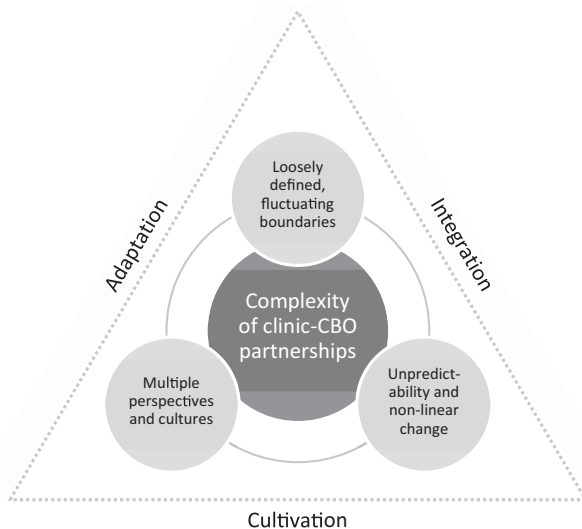 Loosely
defined,
fluctuating
boundaries
Adaptation
Integration
Complexity
of clinic-CBO
partnerships
Multiple
perspectives
and cultures
Unpredict-
ability and
non-linear
change
Cultivation